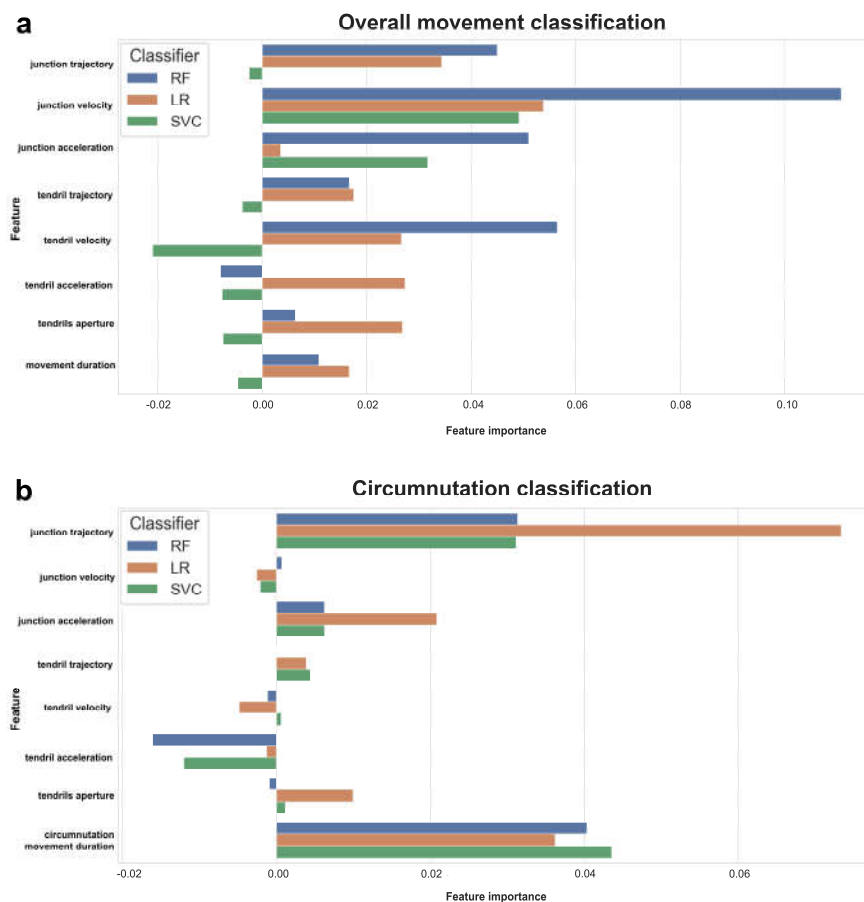 a
Overall movement classification
Classifier
RF
LR
SVC
junction trajectory
junction velocity
junction acceleration
tendril trajectory
tendril velocity
tendril acceleration
tendrils aperture
movement duration
Feature
-0.02 0.00 0.02 0.04 0.06 0.08 0.10
Feature importance
b
Circumnutation classification
Classifier
RF
LR
SVC
junction trajectory
junction velocity
junction acceleration
tendril trajectory
tendril velocity
tendril acceleration
tendrils aperture
circumnutation
movement duration
Feature
-0.02 0.00 0.02 0.04 0.06
Feature importance